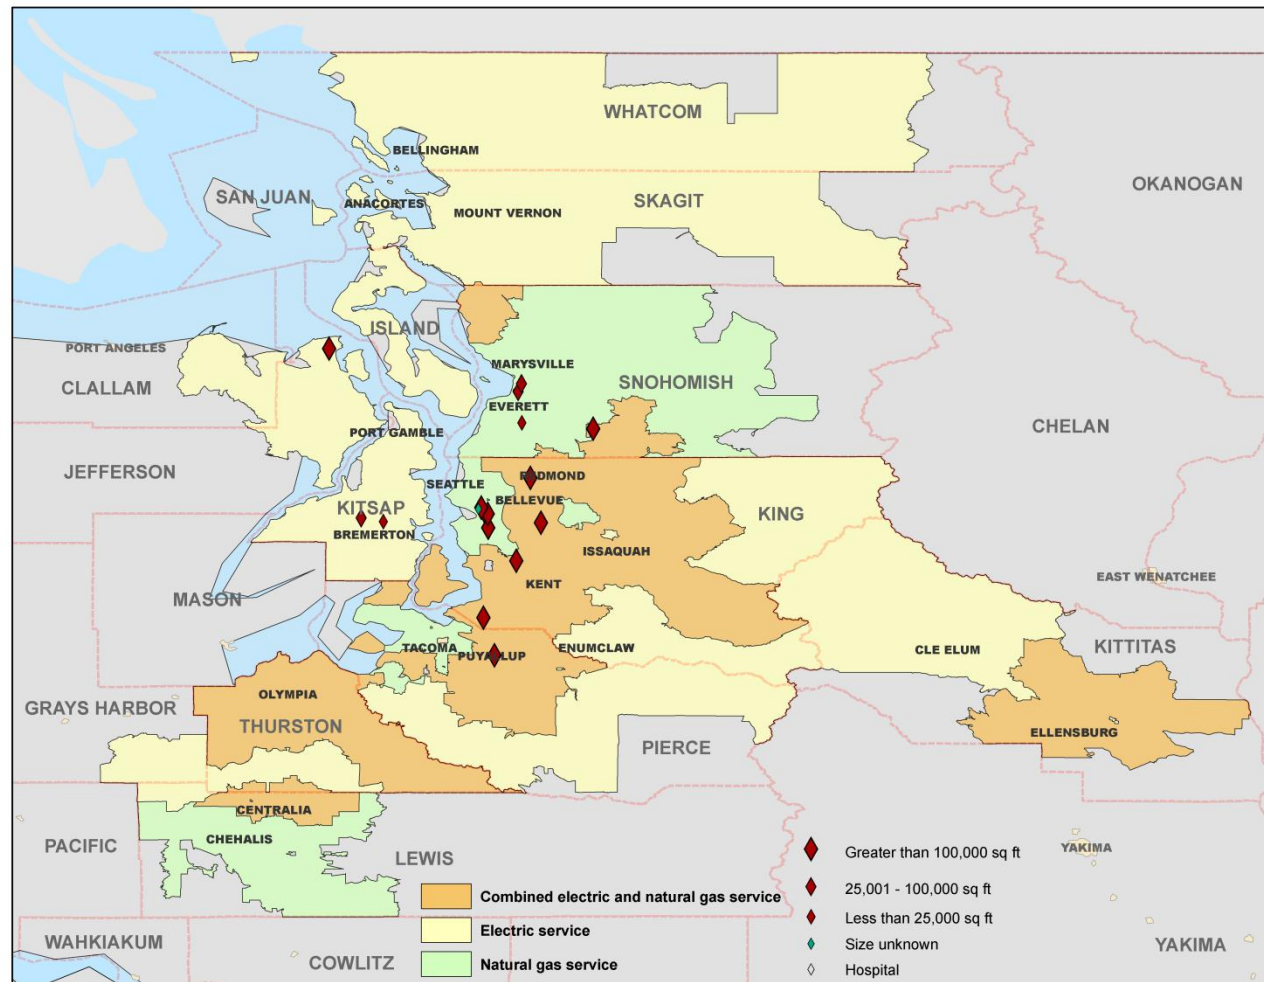 WHATCOM
BELLINGHAM
OKANOGAN
SAN JUAN
ANACORTES
SKAGIT
MOUNT VERNON
ISLAND
PORT ANGELES
CLALLAM
MARYSVILLE
SNOHOMISH
EVERETT
CHELAN
PORT GAMBLE
JEFFERSON
REDMOND
SEATTLE
BELLEVUE
KITSAP
KING
BREMERTON
ISSAQUAH
EAST WENATCHEE
KENT
MASON
KITTITAS
TACOMA
PUYALLUP
ENUMCLAW
CLE ELUM
OLYMPIA
GRAYS HARBOR
THURSTON
ELLENSBURG
PIERCE
CENTRALIA
CHEHALIS
PACIFIC
YAKIMA
LEWIS
Greater than 100,000 sq ft
25,001 - 100,000 sq ft
Less than 25,000 sq ft
Size unknown
Hospital
Combined electric and natural gas service
Electric service
Natural gas service
WAHKIAKUM
COWLITZ
YAKIMA